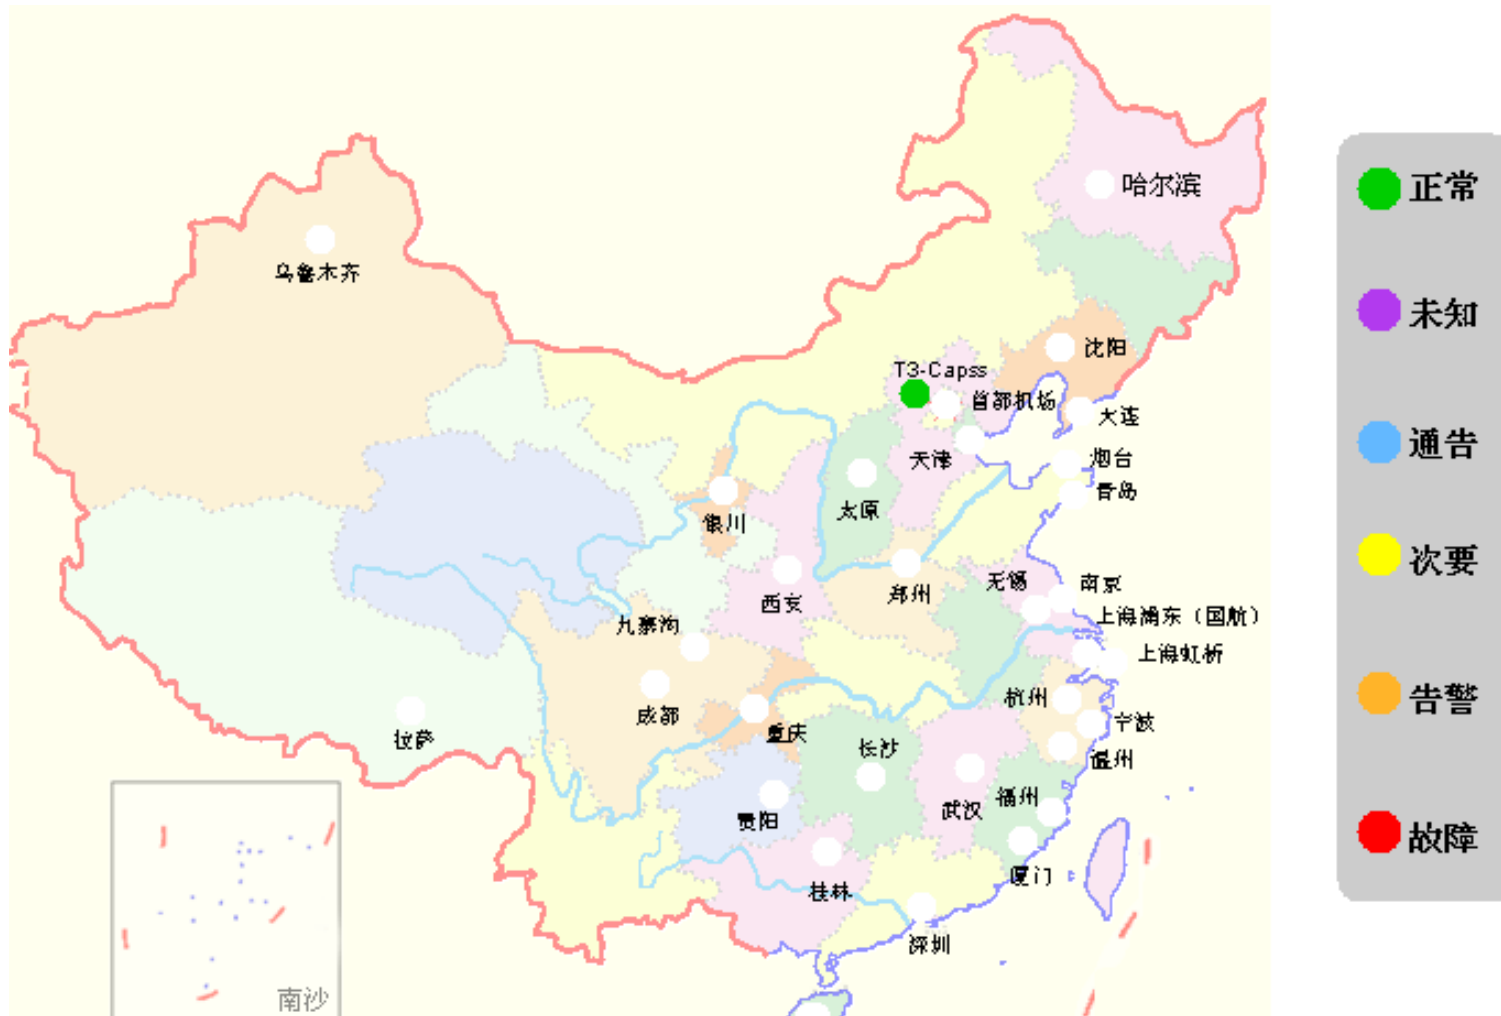 哈尔滨
乌鲁木齐
沈阳
T3-Capss
首都机场
大连
天津
烟台
青岛
银川
太原
西安
郑州
无锡
南京
上海浦东（国航）
上海虹桥
九寨沟
成都
重庆
拉萨
杭州
宁波
温州
长沙
武汉
福州
贵阳
桂林
厦门
深圳
南沙
正常
未知
通告
次要
告警
故障